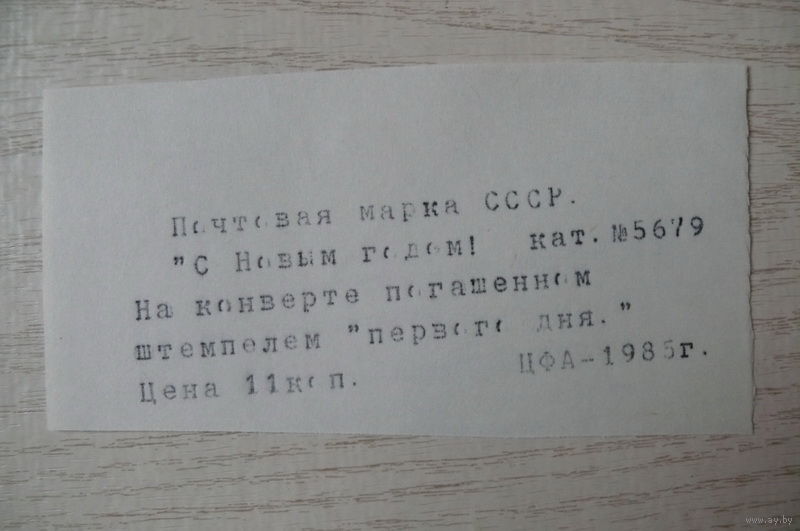 Почтовая марка СССР.
"С Новым годом! кат.№5679
На конверте погашенном
штемпелем "первого дня."
Цена 11коп. ЦФА-1985г.
www.ay.by